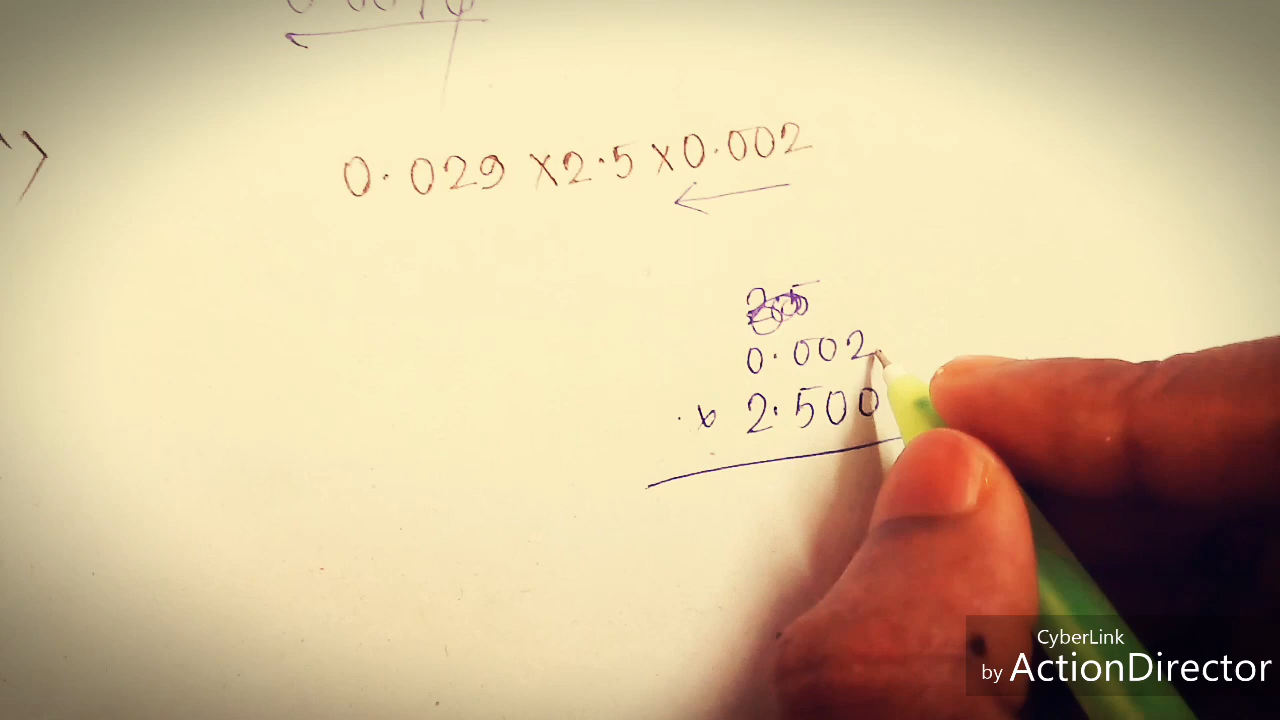 0.029 X 2.5 X 0.002
0.002
x 2.500
CyberLink
by ActionDirector